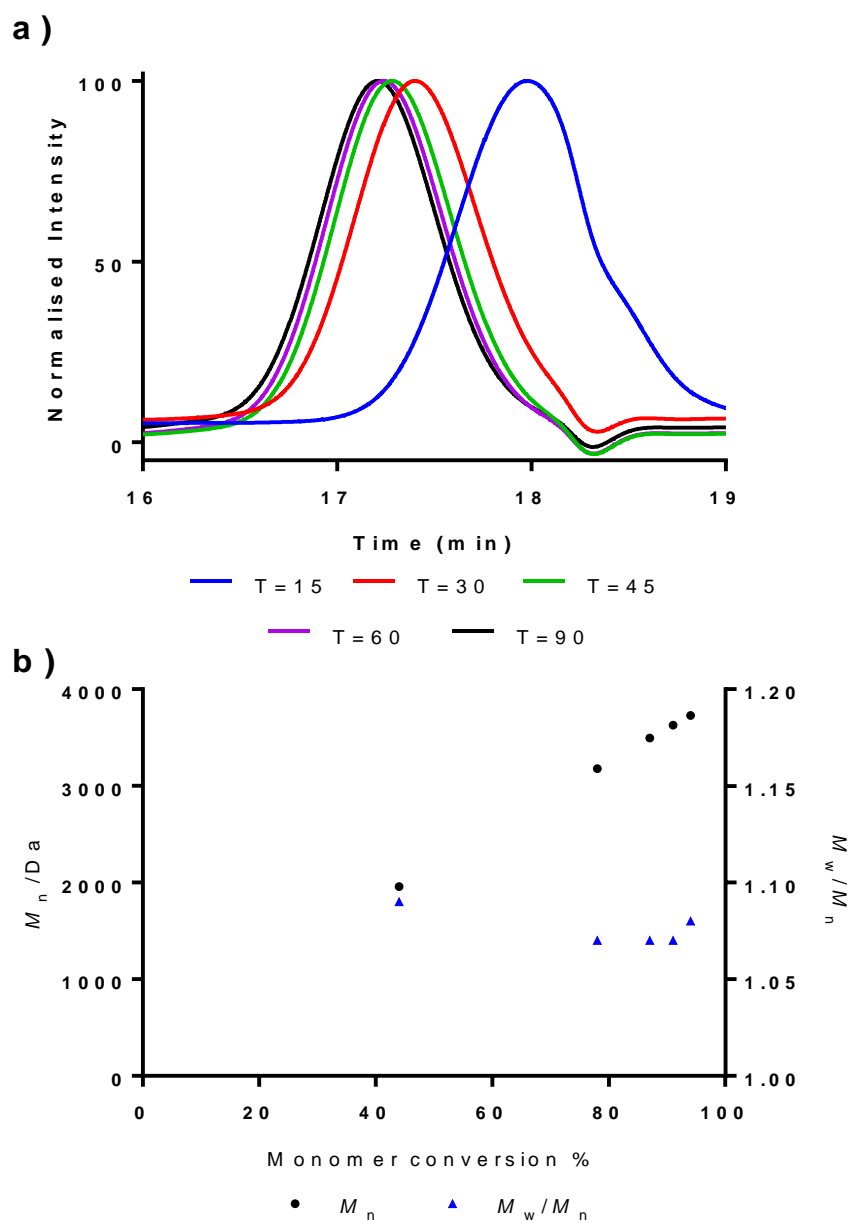 a)
Normalised Intensity
100
50
0
16 17 18 19
Time (min)
T=15 T=30 T=45
T=60 T=90
b)
4000 1.20
3000 1.15
2000 1.10
1000 1.05
0 1.00
Mn/Da
Mw/Mn
0 20 40 60 80 100
Monomer conversion %
Mn Mw/Mn